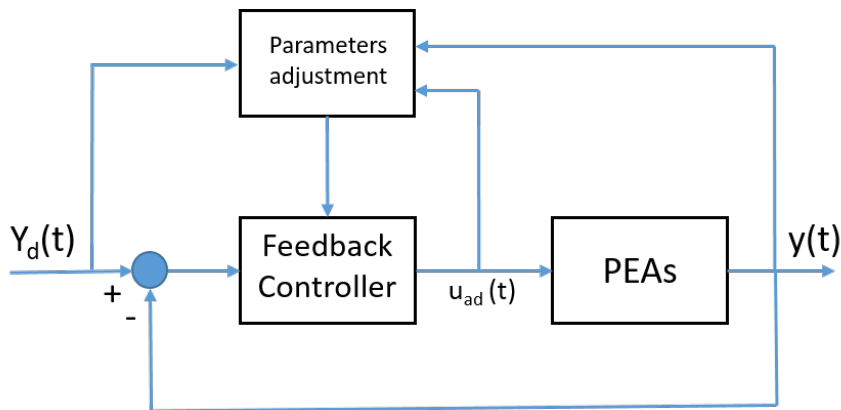 Parameters
adjustment
Yd(t)
+
-
Feedback
Controller
uad (t)
PEAs
y(t)